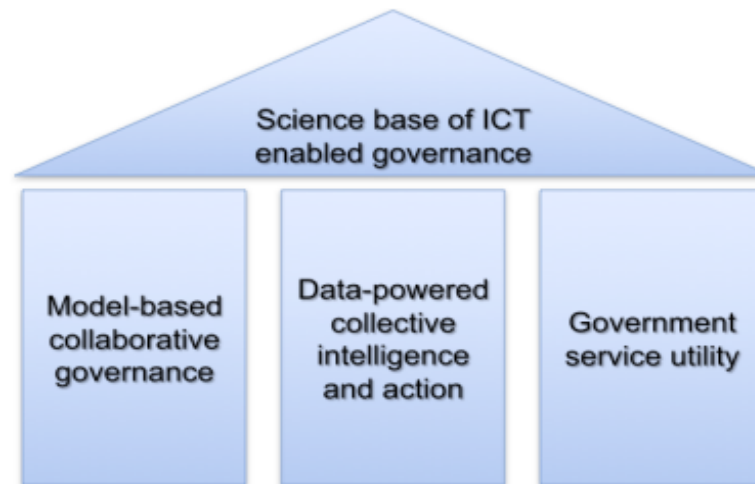 Science base of ICT
enabled governance
Model-based
collaborative
governance
Data-powered
collective
intelligence
and action
Government
service utility